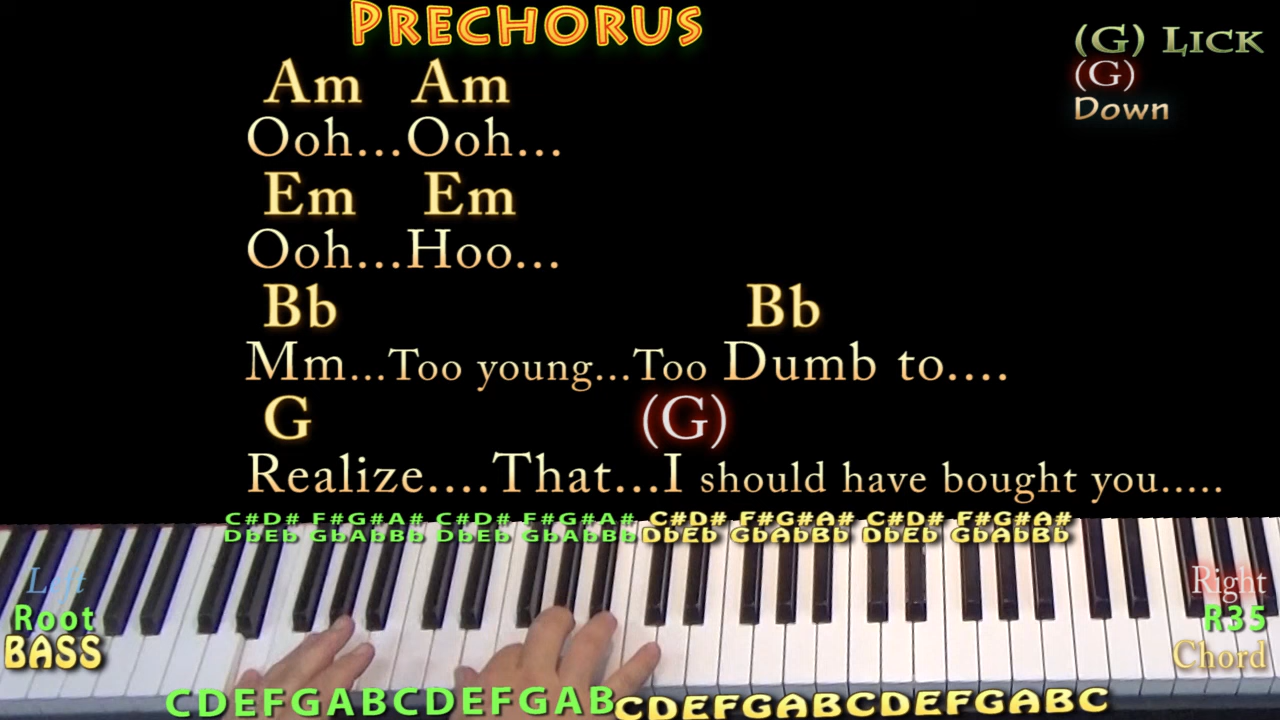 PRECHORUS
(G) LICK
(G)
Down
Am Am
Ooh...Ooh...
Em Em
Ooh...Hoo...
Bb Bb
Mm...Too young...Too Dumb to....
G (G)
Realize....That...I should have bought you.....
C#D# F#G#A# C#D# F#G#A# C#D# F#G#A# C#D# F#G#A#
DbEb GbAbBb DbEb GbAbBb DbEb GbAbBb DbEb GbAbBb
Left
Root
BASS
Right
R35
Chord
CDEFGABCDEFGAB CDEFGABCDEFGABC